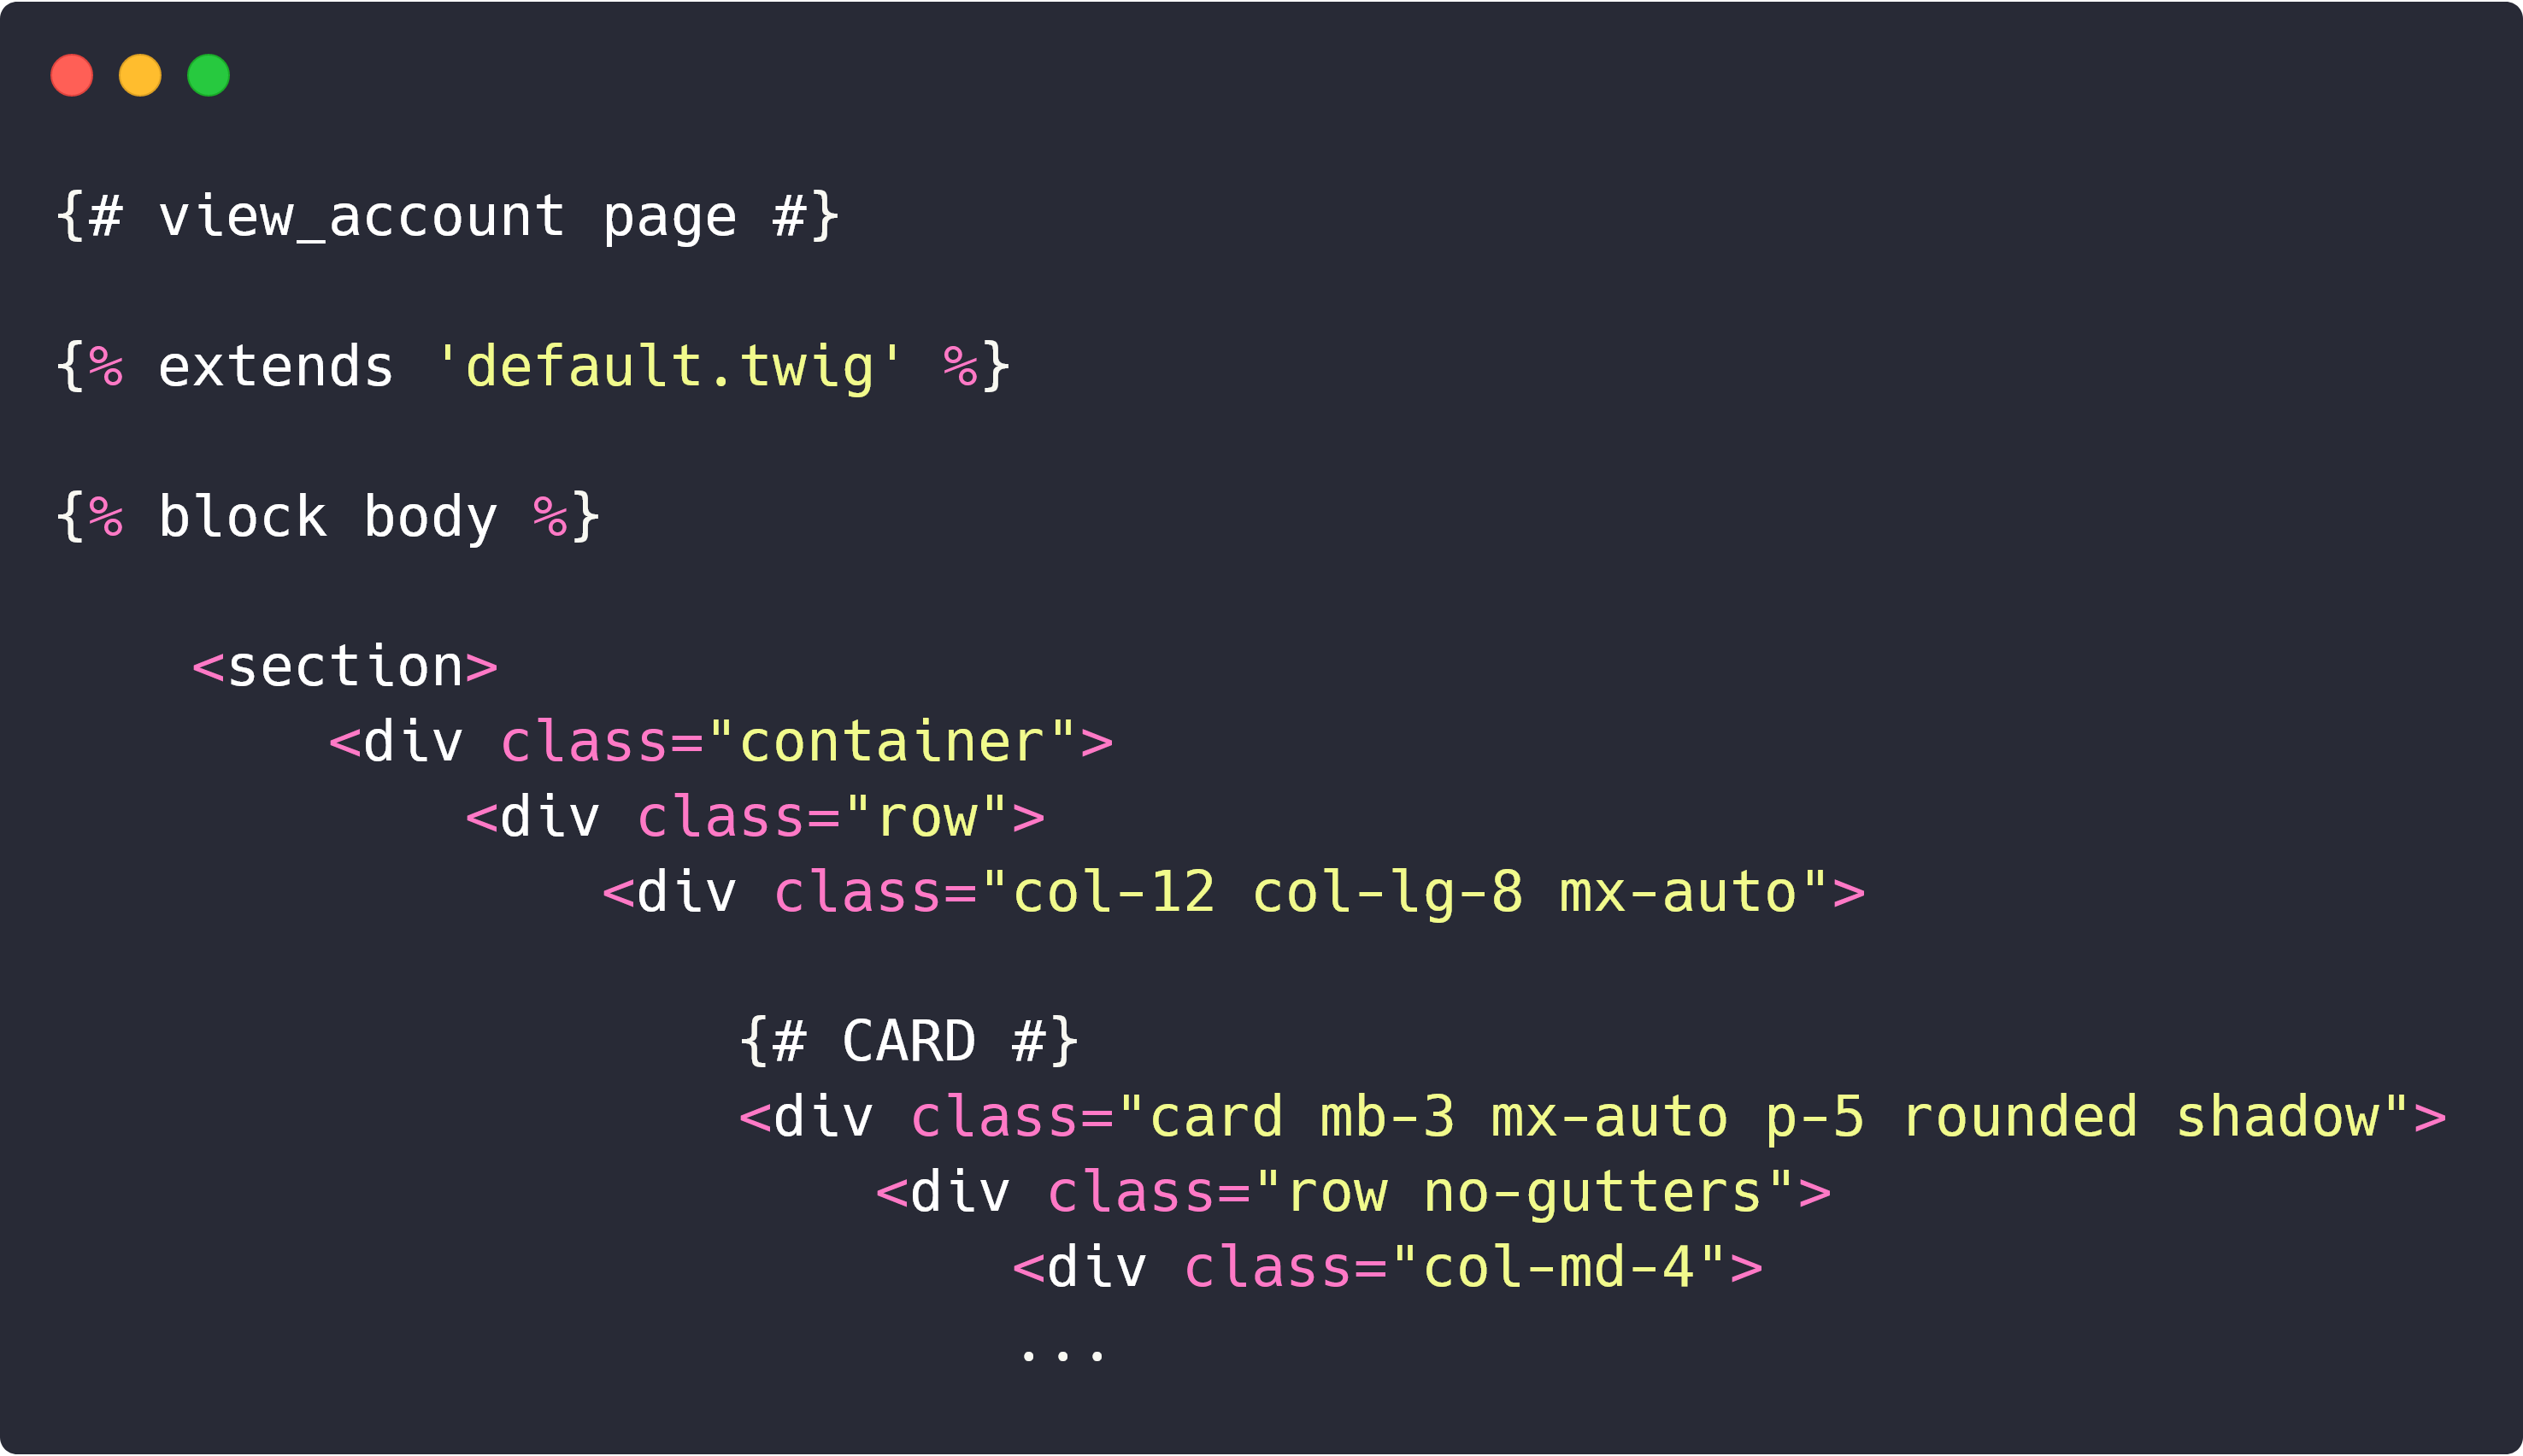 {# view_account page #}
{% extends 'default.twig' %}
{% block body %}
<section>
<div class="container">
<div class="row">
<div class="col-12 col-lg-8 mx-auto">
{# CARD #}
<div class="card mb-3 mx-auto p-5 rounded shadow">
<div class="row no-gutters">
<div class="col-md-4">
...